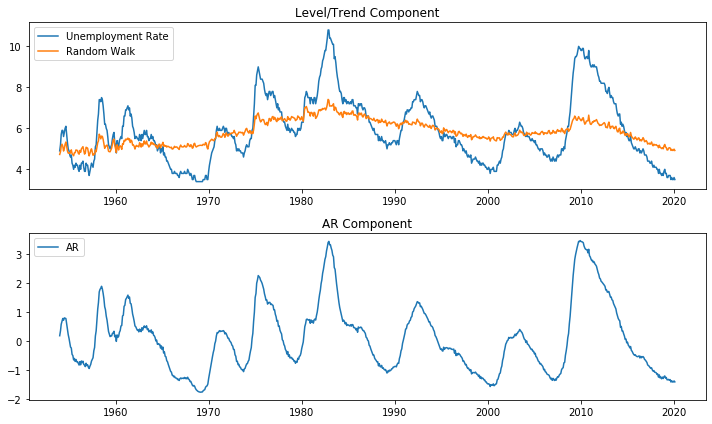 Level/Trend Component
Unemployment Rate
Random Walk
10
8
6
4
1960 1970 1980 1990 2000 2010 2020
AR Component
AR
3
2
1
0
−1
−2
1960 1970 1980 1990 2000 2010 2020